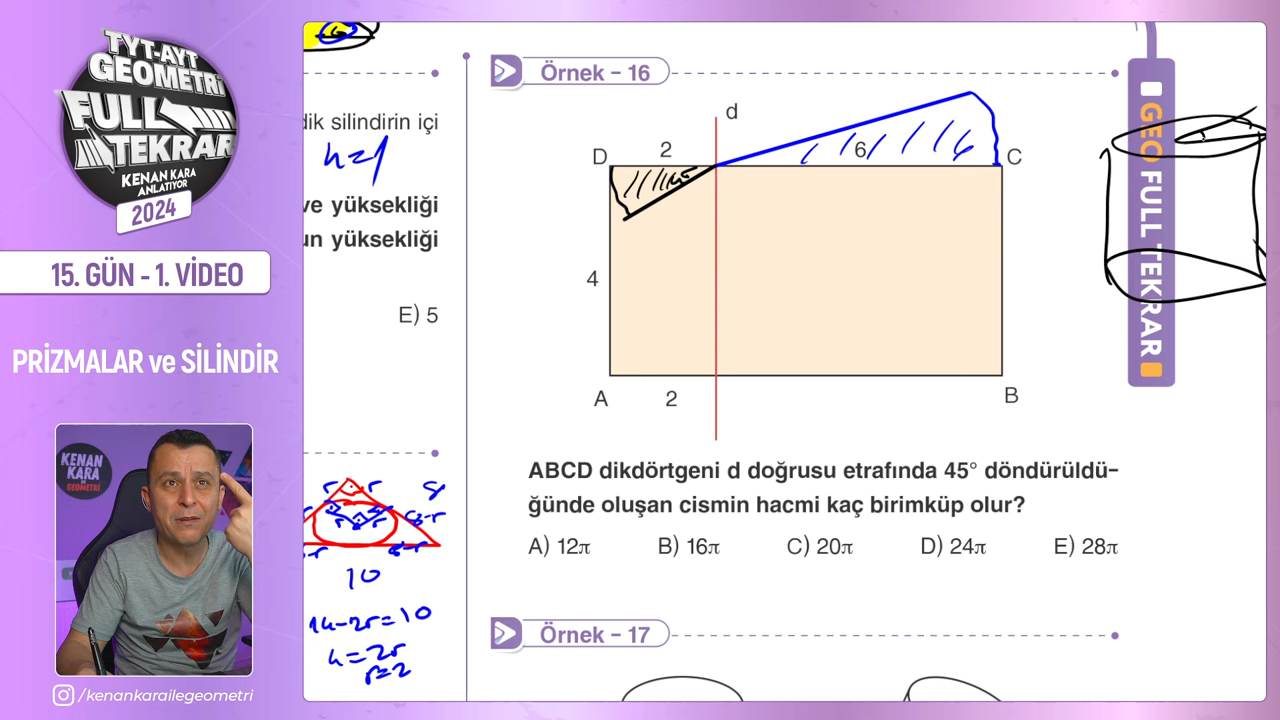 TYT-AYT
GEOMETRİ
FULL
TEKRAR
KENAN KARA
ANLATIYOR
2024
15. GÜN - 1. VİDEO
PRİZMALAR ve SİLİNDİR
KENAN
KARA
GEOMETRİ
/kenankarailegeometri
dik silindirin içi
h=1
ve yüksekliği
un yüksekliği
E) 5
r r 8
8-r
r r
10
14-2r=10
4=2r
r=2
Örnek - 16
d
D 2 6 C
4
A 2 B
ABCD dikdörtgeni d doğrusu etrafında 45° döndürüldü-
ğünde oluşan cismin hacmi kaç birimküp olur?
A) 12π B) 16π C) 20π D) 24π E) 28π
Örnek - 17
GEO FULL TEKRAR